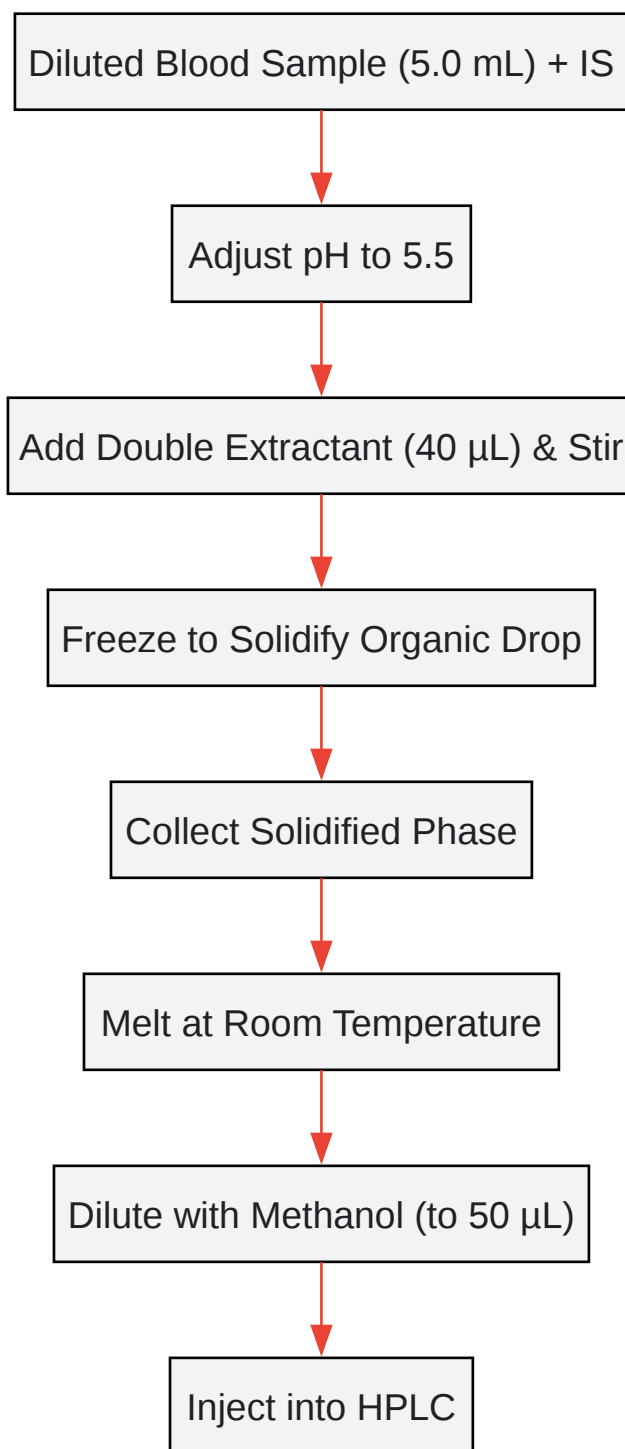 Diluted Blood Sample (5.0 mL) + IS
Adjust pH to 5.5
Add Double Extractant (40 µL) & Stir
Freeze to Solidify Organic Drop
Collect Solidified Phase
Melt at Room Temperature
Dilute with Methanol (to 50 µL)
Inject into HPLC